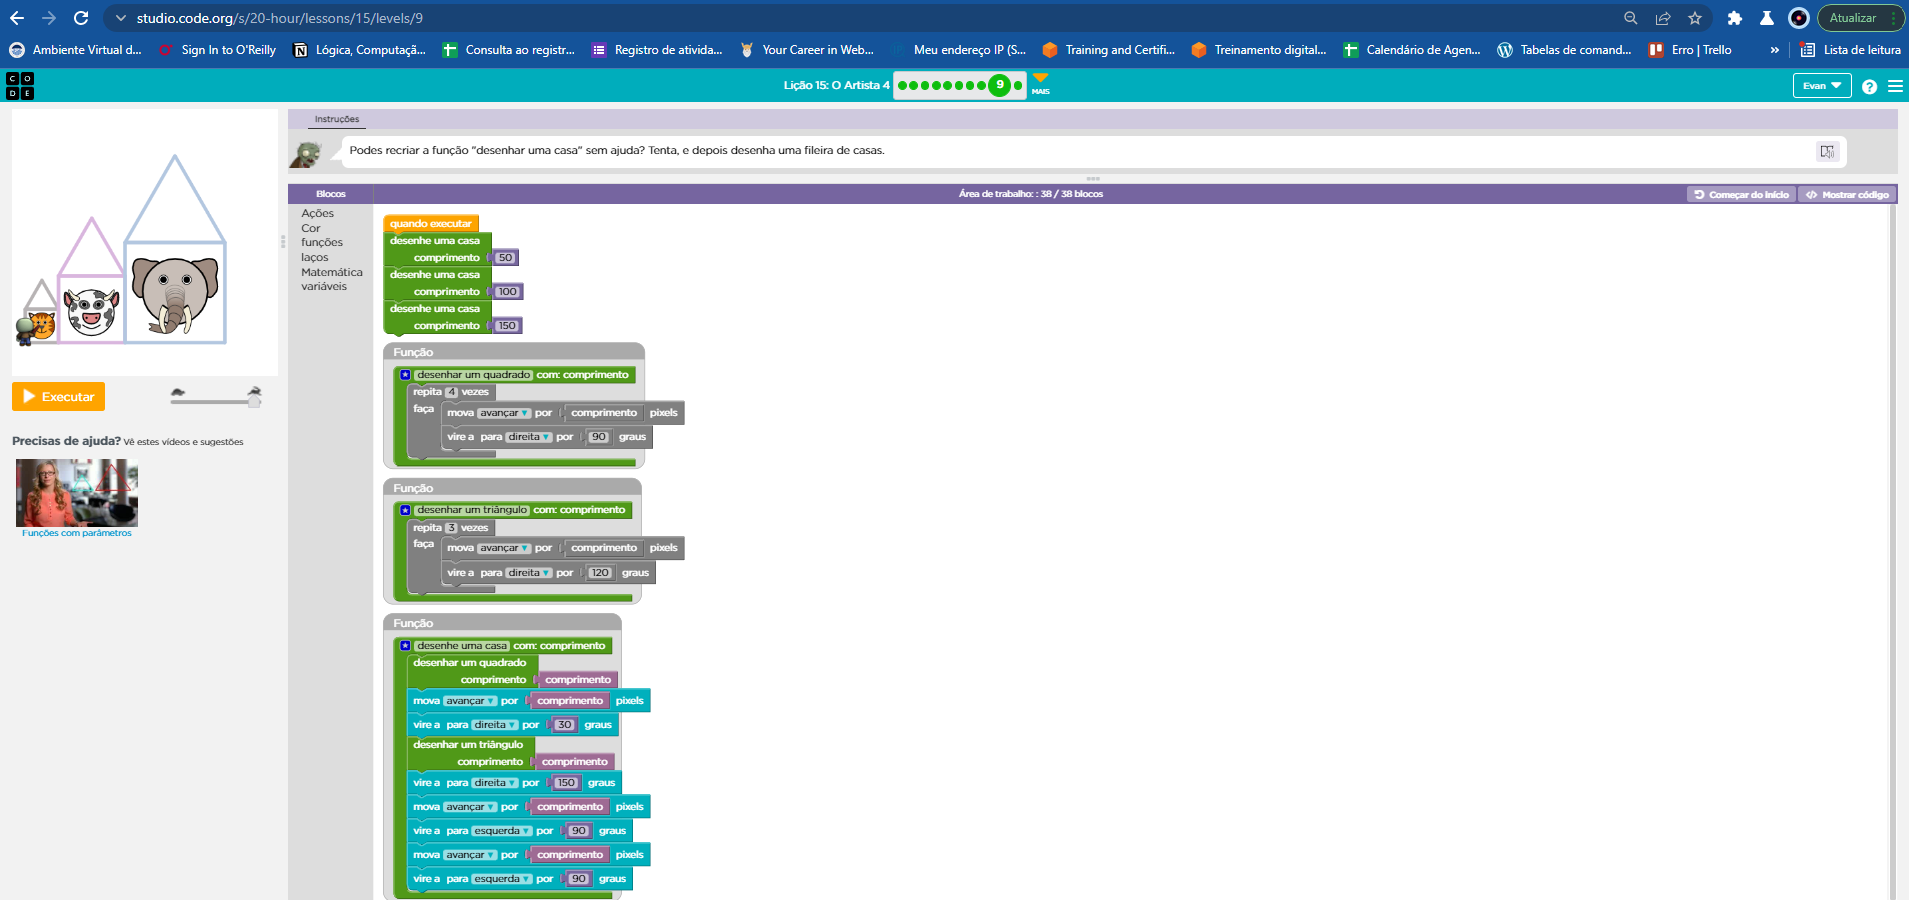 studio.code.org/s/20-hour/lessons/15/levels/9
Atualizar
Ambiente Virtual d...
Sign In to O'Reilly
Lógica, Computaçã...
Consulta ao registr...
Registro de ativida...
Your Career in Web...
Meu endereço IP (S...
Training and Certifi...
Treinamento digital...
Calendário de Agen...
Tabelas de comand...
Erro | Trello
»
Lista de leitura
C O
D E
Lição 15: O Artista 4
9
MAIS
Evan
?
Instruções
Podes recriar a função "desenhar uma casa" sem ajuda? Tenta, e depois desenha uma fileira de casas.
Blocos
Área de trabalho: : 38 / 38 blocos
Começar do início
Mostrar código
Ações
Cor
funções
laços
Matemática
variáveis
Executar
Precisas de ajuda? Vê estes vídeos e sugestões
Funções com parâmetros
quando executar
desenhe uma casa
comprimento 50
desenhe uma casa
comprimento 100
desenhe uma casa
comprimento 150
Função
desenhar um quadrado com: comprimento
repita 4 vezes
faça
mova avançar por comprimento pixels
vire a para direita por 90 graus
Função
desenhar um triângulo com: comprimento
repita 3 vezes
faça
mova avançar por comprimento pixels
vire a para direita por 120 graus
Função
desenhe uma casa com: comprimento
desenhar um quadrado
comprimento comprimento
mova avançar por comprimento pixels
vire a para direita por 30 graus
desenhar um triângulo
comprimento comprimento
vire a para direita por 150 graus
mova avançar por comprimento pixels
vire a para esquerda por 90 graus
mova avançar por comprimento pixels
vire a para esquerda por 90 graus